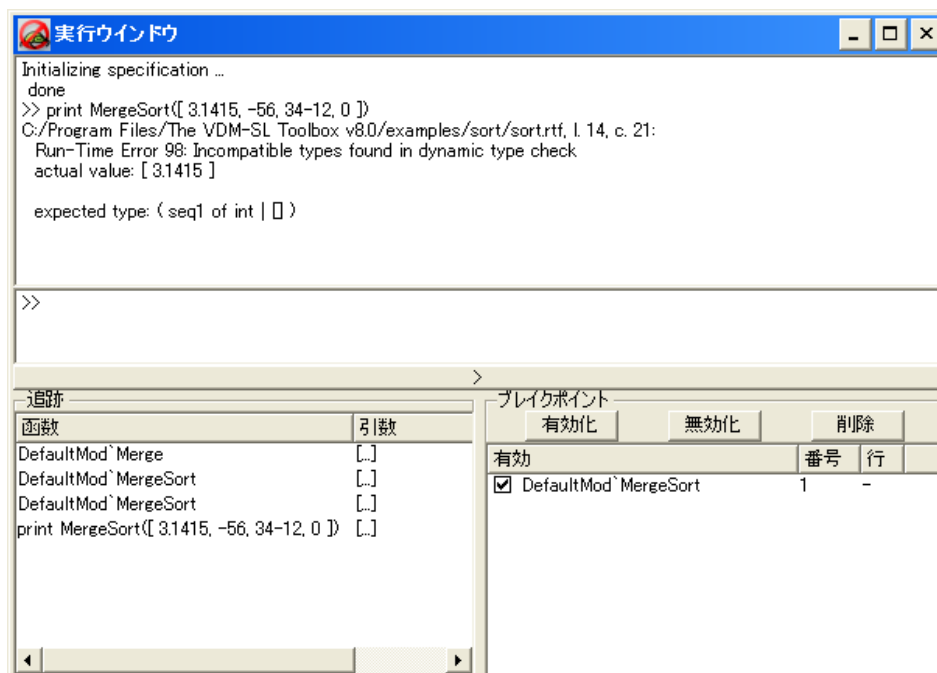 実行ウインドウ
Initializing specification ...
done
>> print MergeSort([ 3.1415, -56, 34-12, 0 ])
C:/Program Files/The VDM-SL Toolbox v8.0/examples/sort/sort.rtf, l. 14, c. 21:
Run-Time Error 98: Incompatible types found in dynamic type check
actual value: [ 3.1415 ]
expected type: ( seq1 of int | [] )
>>
>
追跡
函数 引数
DefaultMod`Merge [...]
DefaultMod`MergeSort [...]
DefaultMod`MergeSort [...]
print MergeSort([ 3.1415, -56, 34-12, 0 ]) [...]
ブレイクポイント
有効化 無効化 削除
有効 番号 行
DefaultMod`MergeSort 1 -